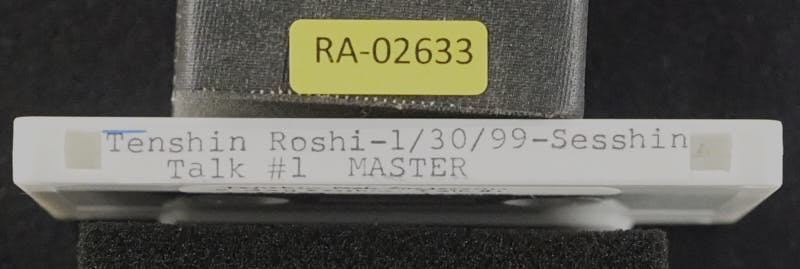 RA-02633
Tenshin Roshi-1/30/99-Sesshin
Talk #1 MASTER